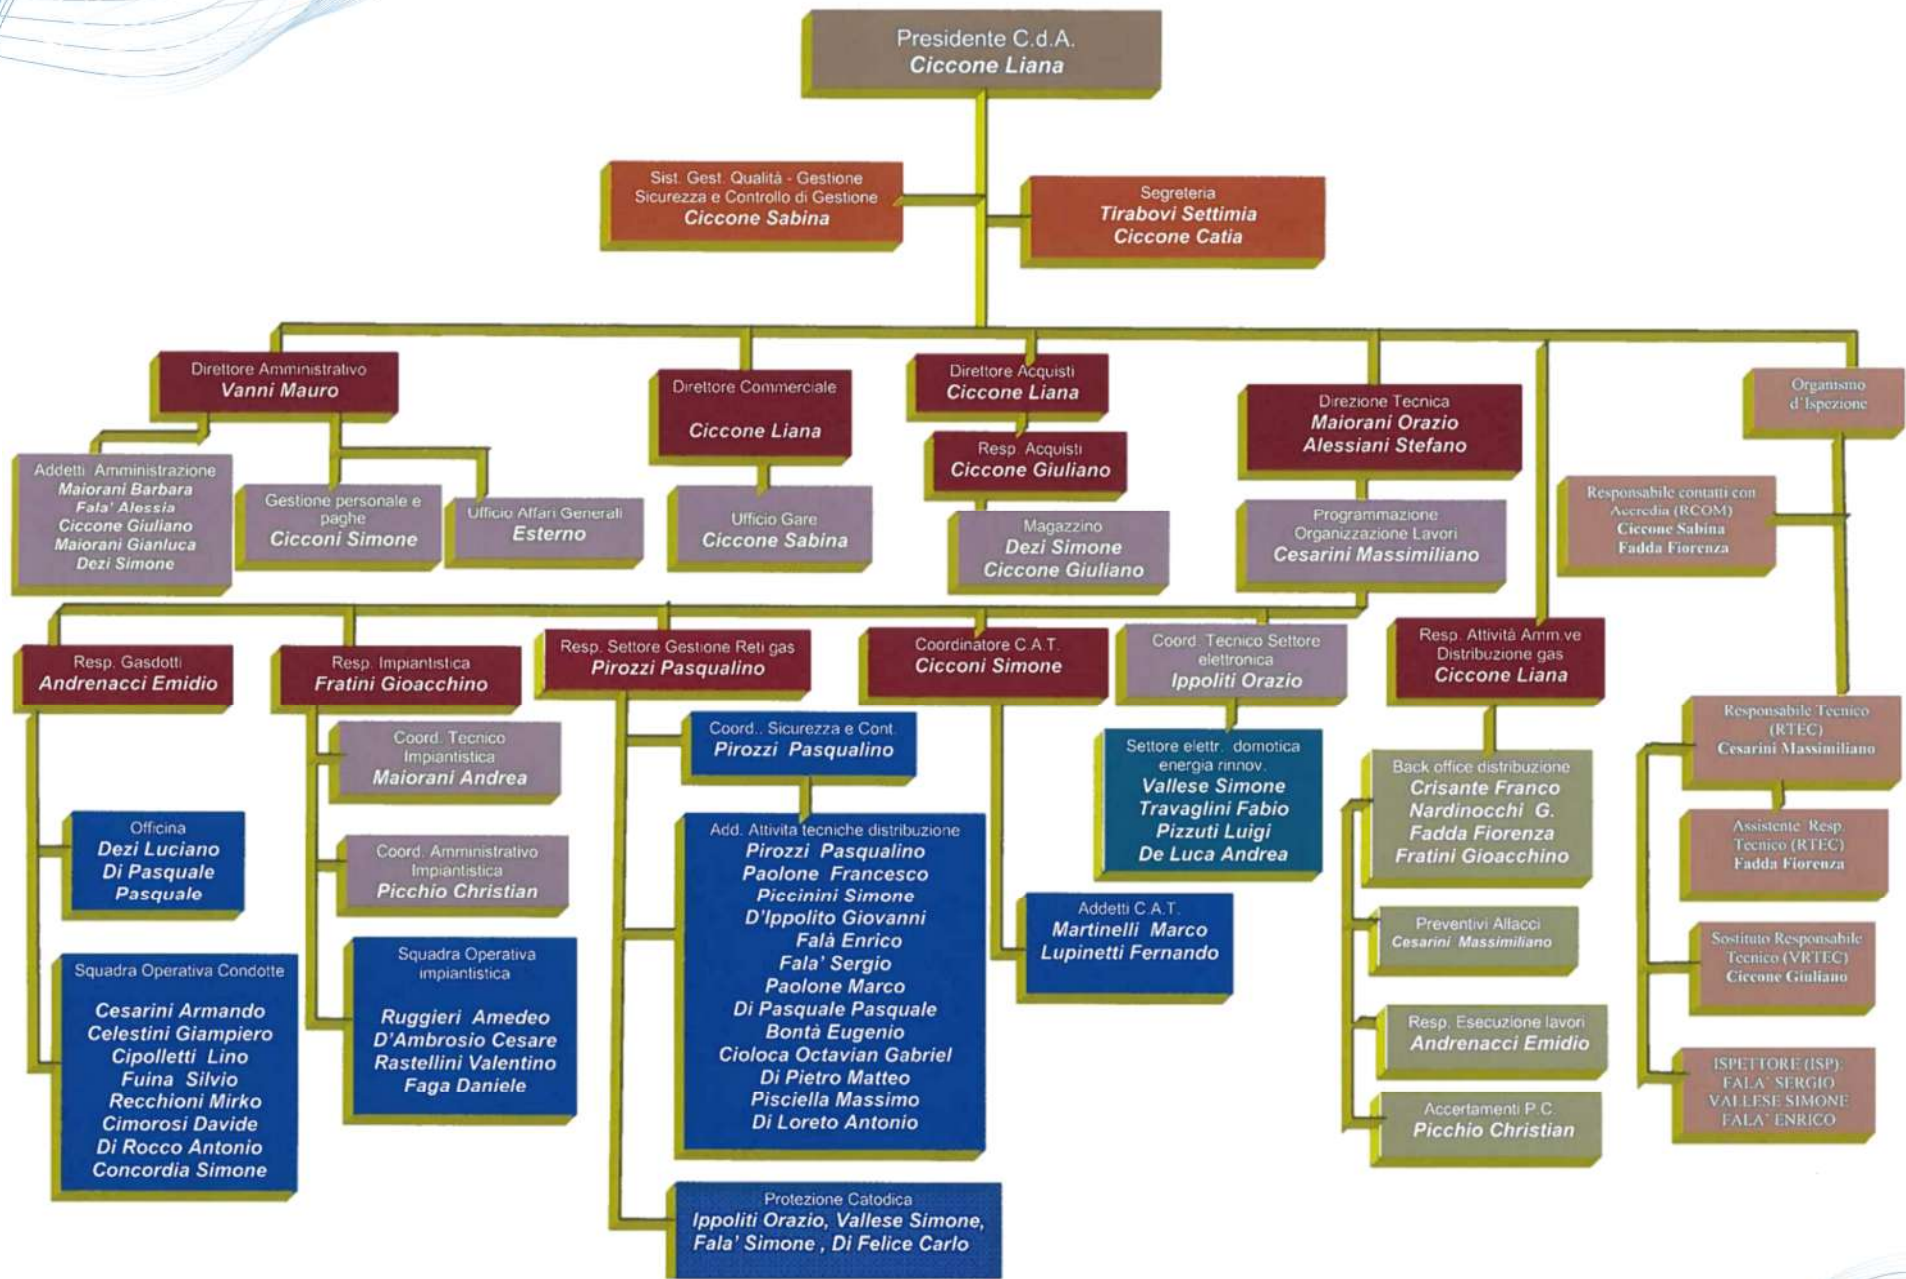 Presidente C.d.A.
Ciccone Liana
Sist. Gest. Qualità - Gestione
Sicurezza e Controllo di Gestione
Ciccone Sabina
Segreteria
Tirabovi Settimia
Ciccone Catia
Direttore Amministrativo
Vanni Mauro
Direttore Commerciale
Ciccone Liana
Direttore Acquisti
Ciccone Liana
Direzione Tecnica
Maiorani Orazio
Alessiani Stefano
Organismo
d'Ispezione
Addetti Amministrazione
Maiorani Barbara
Fala' Alessia
Ciccone Giuliano
Maiorani Gianluca
Dezi Simone
Gestione personale e
paghe
Cicconi Simone
Ufficio Affari Generali
Esterno
Ufficio Gare
Ciccone Sabina
Resp. Acquisti
Ciccone Giuliano
Magazzino
Dezi Simone
Ciccone Giuliano
Programmazione
Organizzazione Lavori
Cesarini Massimiliano
Responsabile contatti con
Accredia (RCOM)
Ciccone Sabina
Fadda Fiorenza
Resp. Gasdotti
Andrenacci Emidio
Resp. Impiantistica
Fratini Gioacchino
Resp. Settore Gestione Reti gas
Pirozzi Pasqualino
Coordinatore C.A.T.
Cicconi Simone
Coord. Tecnico Settore
elettronica
Ippoliti Orazio
Resp. Attività Amm.ve
Distribuzione gas
Ciccone Liana
Officina
Dezi Luciano
Di Pasquale
Pasquale
Squadra Operativa Condotte
Cesarini Armando
Celestini Giampiero
Cipolletti Lino
Fuina Silvio
Recchioni Mirko
Cimorosi Davide
Di Rocco Antonio
Concordia Simone
Coord. Tecnico
Impiantistica
Maiorani Andrea
Coord. Amministrativo
Impiantistica
Picchio Christian
Squadra Operativa
impiantistica
Ruggieri Amedeo
D'Ambrosio Cesare
Rastellini Valentino
Faga Daniele
Coord.. Sicurezza e Cont.
Pirozzi Pasqualino
Add. Attivita tecniche distribuzione
Pirozzi Pasqualino
Paolone Francesco
Piccinini Simone
D'Ippolito Giovanni
Falà Enrico
Fala' Sergio
Paolone Marco
Di Pasquale Pasquale
Bontà Eugenio
Cioloca Octavian Gabriel
Di Pietro Matteo
Pisciella Massimo
Di Loreto Antonio
Protezione Catodica
Ippoliti Orazio, Vallese Simone,
Fala' Simone , Di Felice Carlo
Addetti C.A.T.
Martinelli Marco
Lupinetti Fernando
Settore elettr. domotica
energia rinnov.
Vallese Simone
Travaglini Fabio
Pizzuti Luigi
De Luca Andrea
Back office distribuzione
Crisante Franco
Nardinocchi G.
Fadda Fiorenza
Fratini Gioacchino
Preventivi Allacci
Cesarini Massimiliano
Resp. Esecuzione lavori
Andrenacci Emidio
Accertamenti P.C.
Picchio Christian
Responsabile Tecnico
(RTEC)
Cesarini Massimiliano
Assistente Resp.
Tecnico (RTEC)
Fadda Fiorenza
Sostituto Responsabile
Tecnico (VRTEC)
Ciccone Giuliano
ISPETTORE (ISP):
FALA' SERGIO
VALLESE SIMONE
FALA' ENRICO